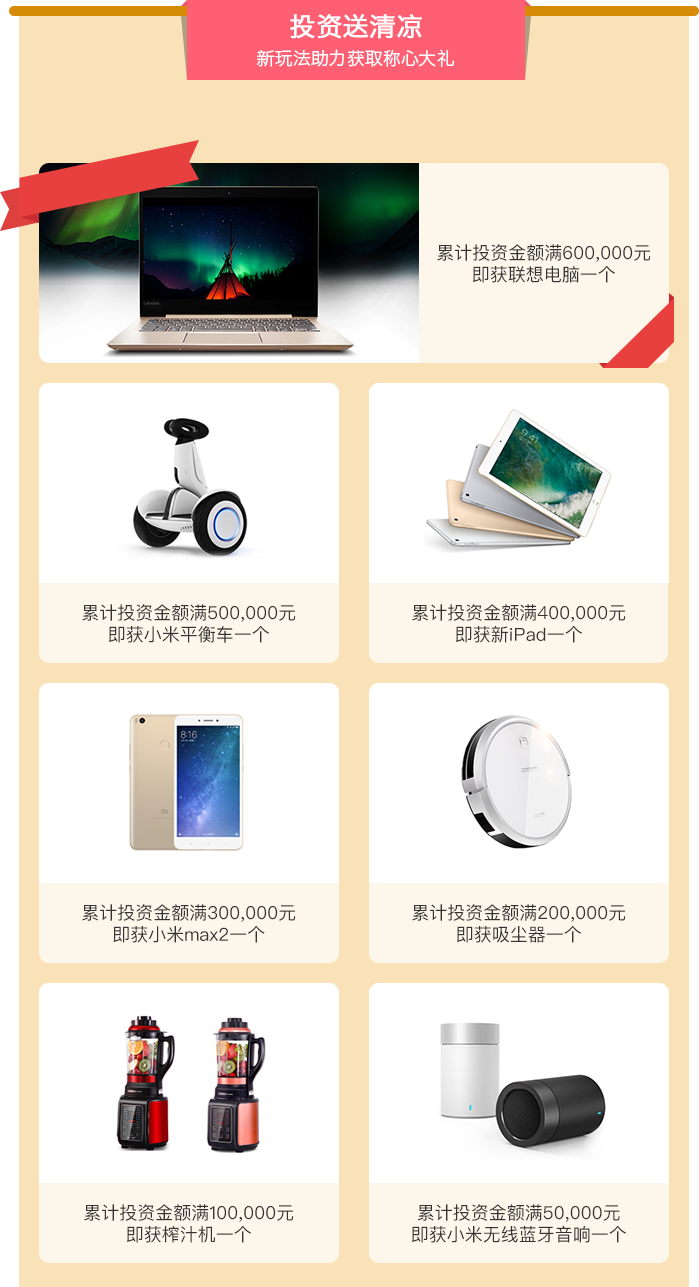 投资送清凉
新玩法助力获取称心大礼
累计投资金额满600,000元
即获联想电脑一个
累计投资金额满500,000元
即获小米平衡车一个
9:41
累计投资金额满400,000元
即获新iPad一个
8:16
累计投资金额满300,000元
即获小米max2一个
累计投资金额满200,000元
即获吸尘器一个
累计投资金额满100,000元
即获榨汁机一个
累计投资金额满50,000元
即获小米无线蓝牙音响一个